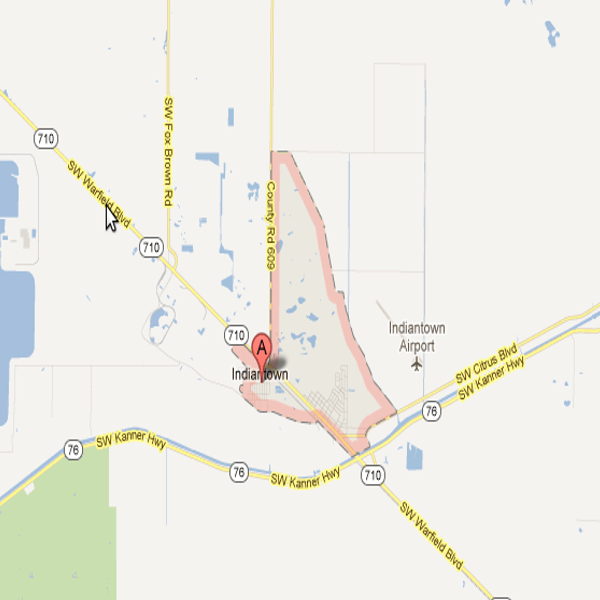 710
SW Warfield Blvd
SW Fox Brown Rd
710
County Rd 609
710
A
Indiantown
Indiantown
Airport
SW Citrus Blvd
SW Kanner Hwy
76
76
SW Kanner Hwy
76
SW Kanner Hwy
710
SW Warfield Blvd